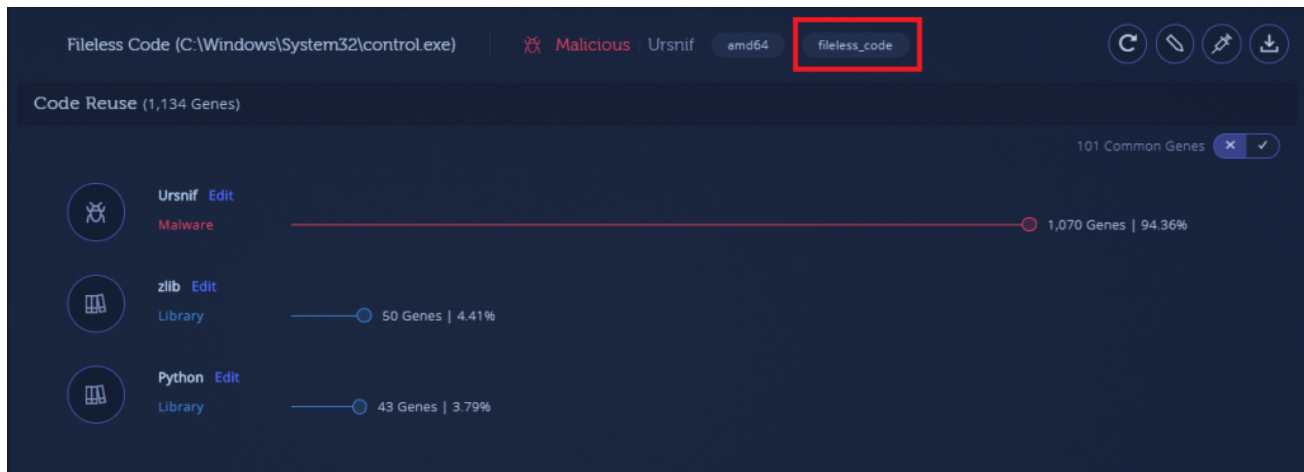 Fileless Code (C:\Windows\System32\control.exe) Malicious Ursnif amd64 fileless_code
Code Reuse (1,134 Genes)
101 Common Genes
Ursnif Edit
Malware 1,070 Genes | 94.36%
zlib Edit
Library 50 Genes | 4.41%
Python Edit
Library 43 Genes | 3.79%